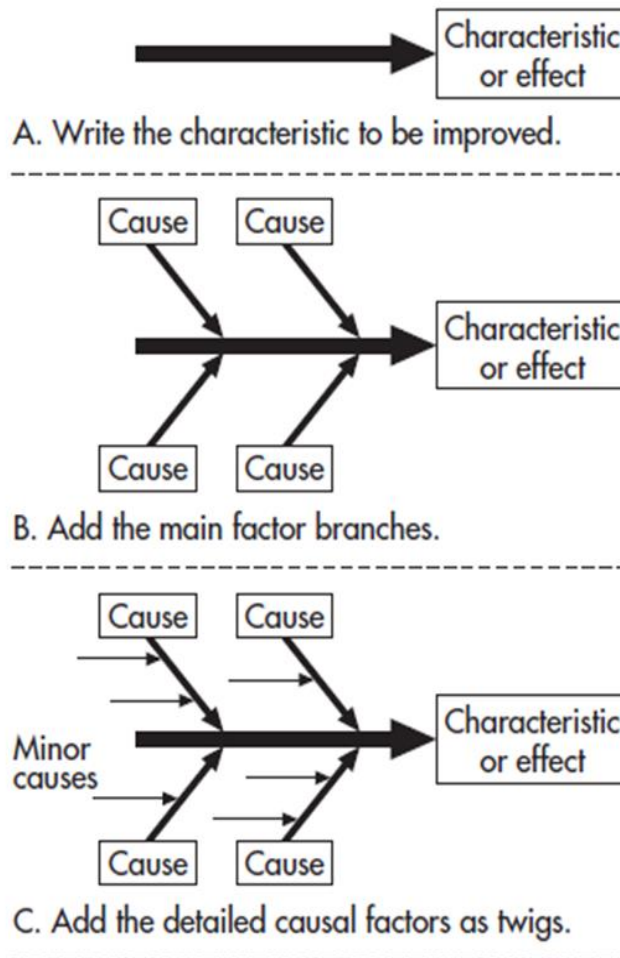 Characteristic
or effect
A. Write the characteristic to be improved.
Cause
Cause
Characteristic
or effect
Cause
Cause
B. Add the main factor branches.
Cause
Cause
Characteristic
or effect
Minor
causes
Cause
Cause
C. Add the detailed causal factors as twigs.